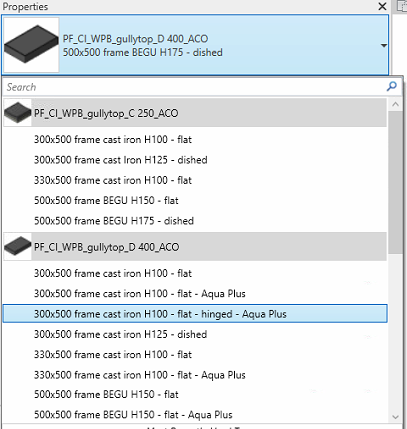 Properties
PF_CI_WPB_gullytop_D 400_ACO
500x500 frame BEGU H175 - dished
Search
PF_CI_WPB_gullytop_C 250_ACO
300x500 frame cast iron H100 - flat
300x500 frame cast iron H125 - dished
330x500 frame cast iron H100 - flat
500x500 frame BEGU H150 - flat
500x500 frame BEGU H175 - dished
PF_CI_WPB_gullytop_D 400_ACO
300x500 frame cast iron H100 - flat
300x500 frame cast iron H100 - flat - Aqua Plus
300x500 frame cast iron H100 - flat - hinged - Aqua Plus
300x500 frame cast iron H125 - dished
330x500 frame cast iron H100 - flat
330x500 frame cast iron H100 - flat - Aqua Plus
500x500 frame BEGU H150 - flat
500x500 frame BEGU H150 - flat - Aqua Plus